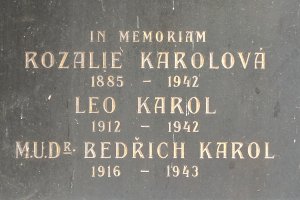 IN MEMORIAM
ROZALIE KAROLOVÁ
1885 – 1942
LEO KAROL
1912 – 1942
M.U.DR. BEDŘICH KAROL
1916 – 1943